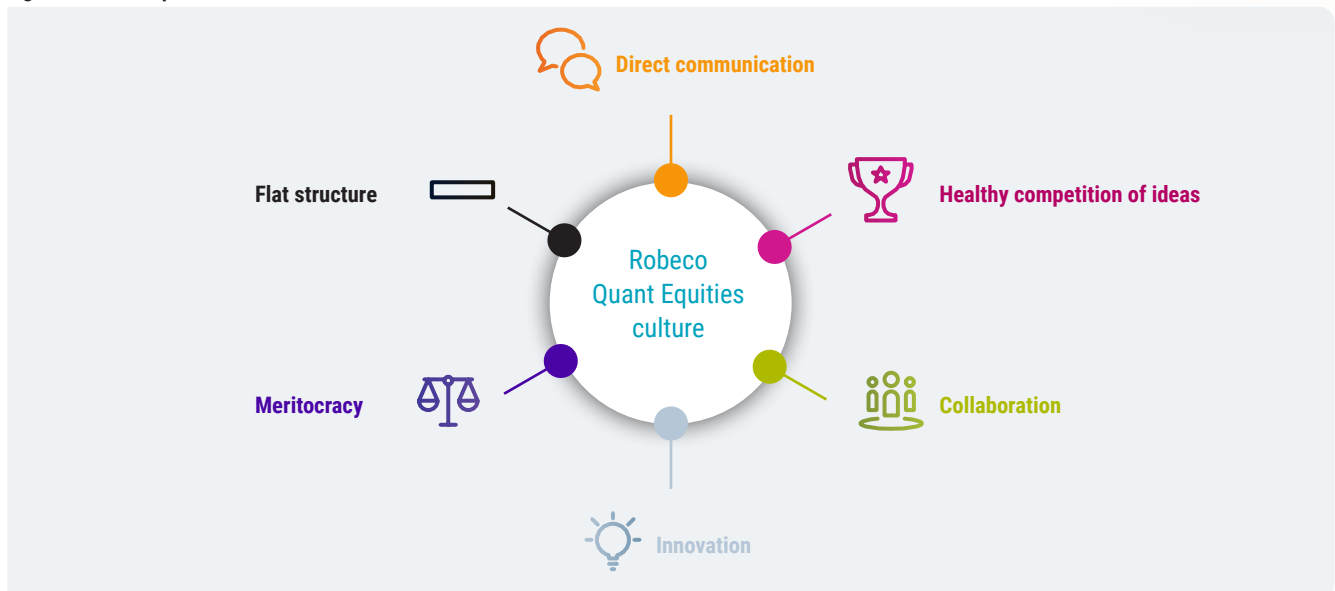 Direct communication
Flat structure
Healthy competition of ideas
Robeco
Quant Equities
culture
Meritocracy
Collaboration
Innovation